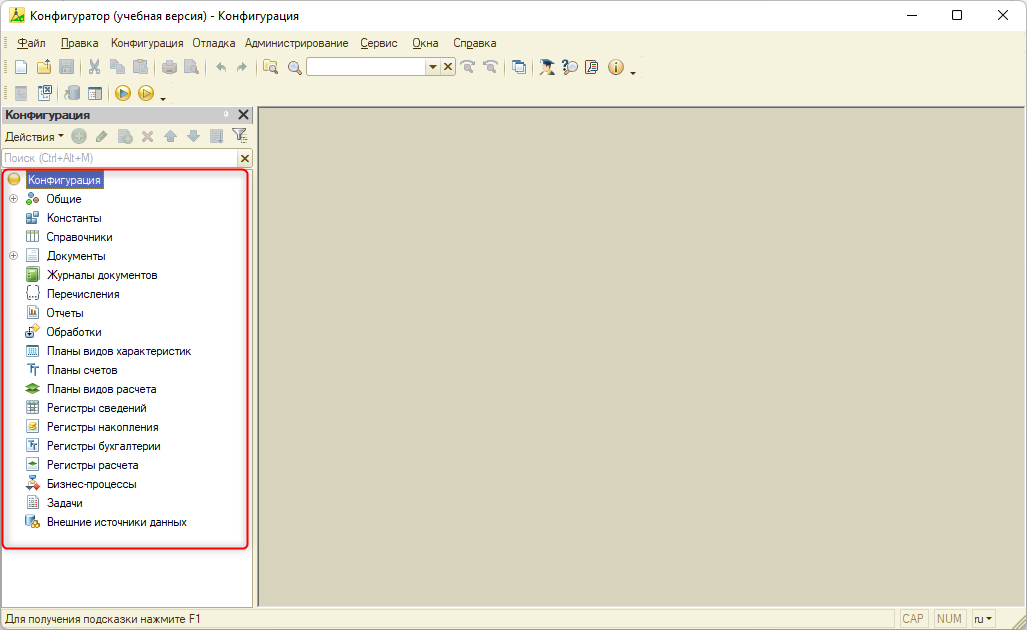 Конфигуратор (учебная версия) - Конфигурация
Файл Правка Конфигурация Отладка Администрирование Сервис Окна Справка
Конфигурация
Действия
Поиск (Ctrl+Alt+M)
Конфигурация
Общие
Константы
Справочники
Документы
Журналы документов
Перечисления
Отчеты
Обработки
Планы видов характеристик
Планы счетов
Планы видов расчета
Регистры сведений
Регистры накопления
Регистры бухгалтерии
Регистры расчета
Бизнес-процессы
Задачи
Внешние источники данных
Для получения подсказки нажмите F1 CAP NUM ru